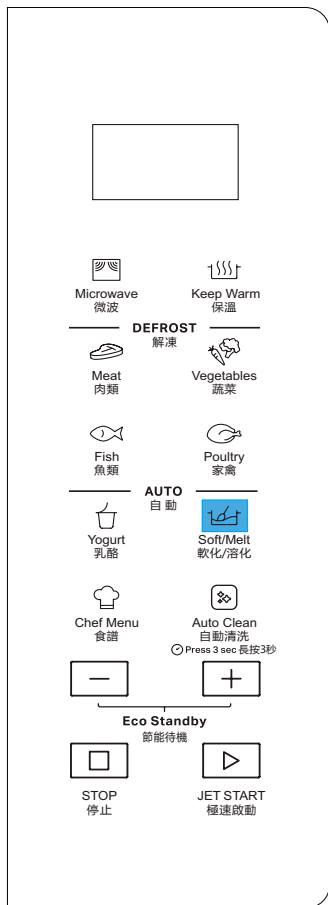 Microwave
微波
Keep Warm
保溫
DEFROST
解凍
Meat
肉類
Vegetables
蔬菜
Fish
魚類
Poultry
家禽
AUTO
自動
Yogurt
乳酪
Soft/Melt
軟化/溶化
Chef Menu
食譜
Auto Clean
自動清洗
Press 3 sec 長按3秒
Eco Standby
節能待機
STOP
停止
JET START
極速啟動